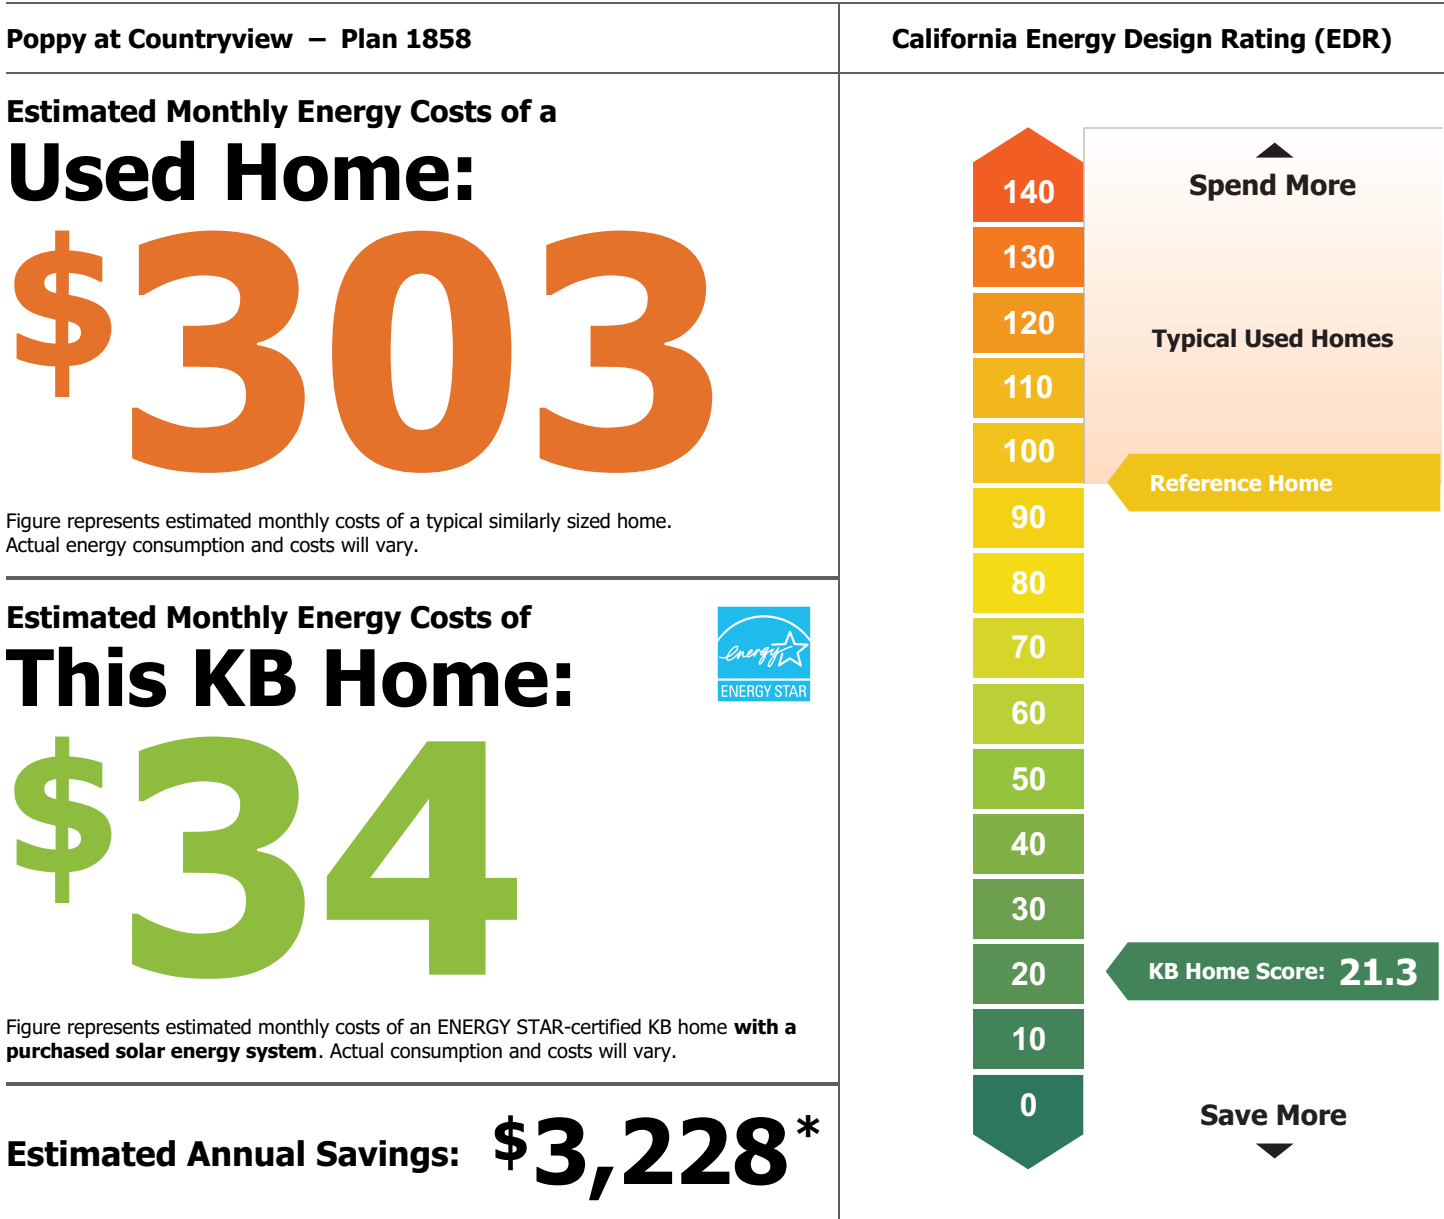 Poppy at Countryview – Plan 1858
Estimated Monthly Energy Costs of a
Used Home:
$303
Figure represents estimated monthly costs of a typical similarly sized home.
Actual energy consumption and costs will vary.
Estimated Monthly Energy Costs of
This KB Home:
energy
ENERGY STAR
$34
Figure represents estimated monthly costs of an ENERGY STAR-certified KB home with a
purchased solar energy system. Actual consumption and costs will vary.
Estimated Annual Savings: $3,228*
California Energy Design Rating (EDR)
140
Spend More
130
120
Typical Used Homes
110
100
Reference Home
90
80
70
60
50
40
30
20
KB Home Score: 21.3
10
0
Save More